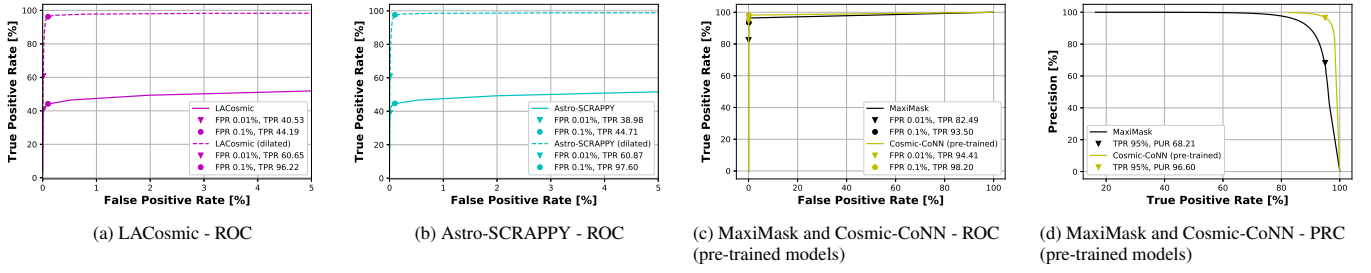 100
80
60
40
20
0
True Positive Rate [%]
0
1
2
3
4
5
False Positive Rate [%]
LACosmic
FPR 0.01%, TPR 40.53
FPR 0.1%, TPR 44.19
LACosmic (dilated)
FPR 0.01%, TPR 60.65
FPR 0.1%, TPR 96.22
(a) LACosmic - ROC
100
80
60
40
20
0
True Positive Rate [%]
0
1
2
3
4
5
False Positive Rate [%]
Astro-SCRAPPY
FPR 0.01%, TPR 38.98
FPR 0.1%, TPR 44.71
Astro-SCRAPPY (dilated)
FPR 0.01%, TPR 60.87
FPR 0.1%, TPR 97.60
(b) Astro-SCRAPPY - ROC
100
80
60
40
20
0
True Positive Rate [%]
0
20
40
60
80
100
False Positive Rate [%]
MaxiMask
FPR 0.01%, TPR 82.49
FPR 0.1%, TPR 93.50
Cosmic-CoNN (pre-trained)
FPR 0.01%, TPR 94.41
FPR 0.1%, TPR 98.20
(c) MaxiMask and Cosmic-CoNN - ROC
(pre-trained models)
100
80
60
40
20
0
Precision [%]
20
40
60
80
100
True Positive Rate [%]
MaxiMask
TPR 95%, PUR 68.21
Cosmic-CoNN (pre-trained)
TPR 95%, PUR 96.60
(d) MaxiMask and Cosmic-CoNN - PRC
(pre-trained models)